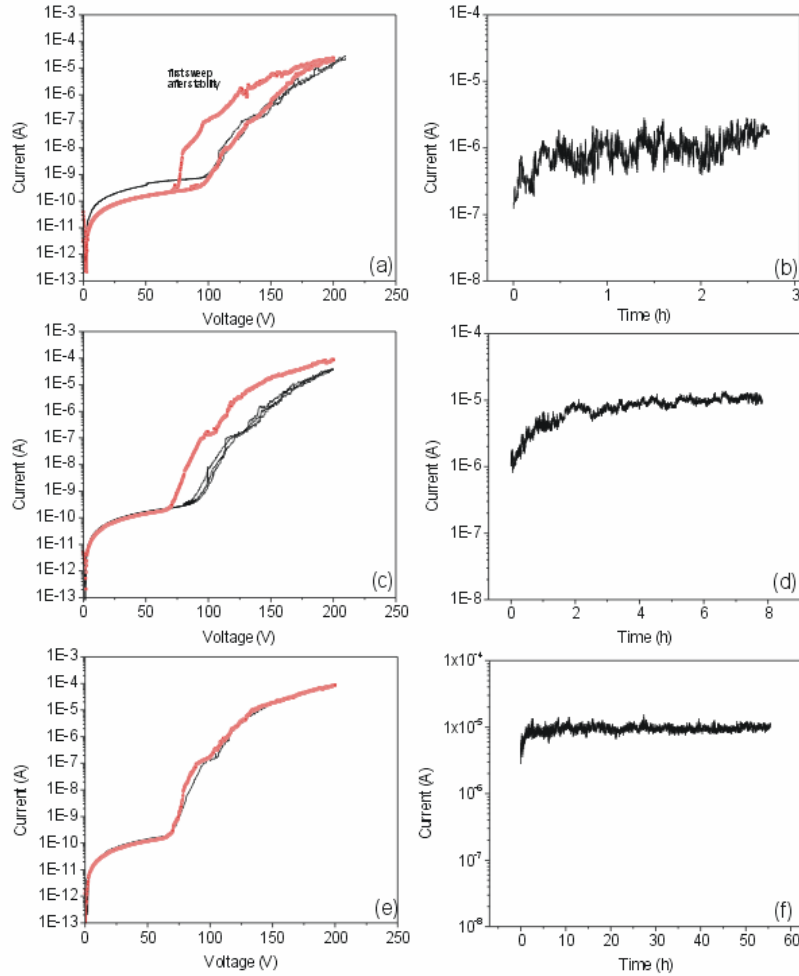 1E-3
1E-4
1E-5
1E-6
1E-7
1E-8
1E-9
1E-10
1E-11
1E-12
1E-13
Current (A)
first sweep
after stability
(a)
0 50 100 150 200 250
Voltage (V)
1E-4
1E-5
1E-6
1E-7
1E-8
Current (A)
(b)
0 1 2 3
Time (h)
1E-3
1E-4
1E-5
1E-6
1E-7
1E-8
1E-9
1E-10
1E-11
1E-12
1E-13
Current (A)
(c)
0 50 100 150 200 250
Voltage (V)
1E-4
1E-5
1E-6
1E-7
1E-8
Current (A)
(d)
0 2 4 6 8
Time (h)
1E-3
1E-4
1E-5
1E-6
1E-7
1E-8
1E-9
1E-10
1E-11
1E-12
1E-13
Current (A)
(e)
0 50 100 150 200 250
Voltage (V)
1x10⁻⁴
1x10⁻⁵
10⁻⁶
10⁻⁷
10⁻⁸
Current (A)
(f)
0 10 20 30 40 50 60
Time (h)